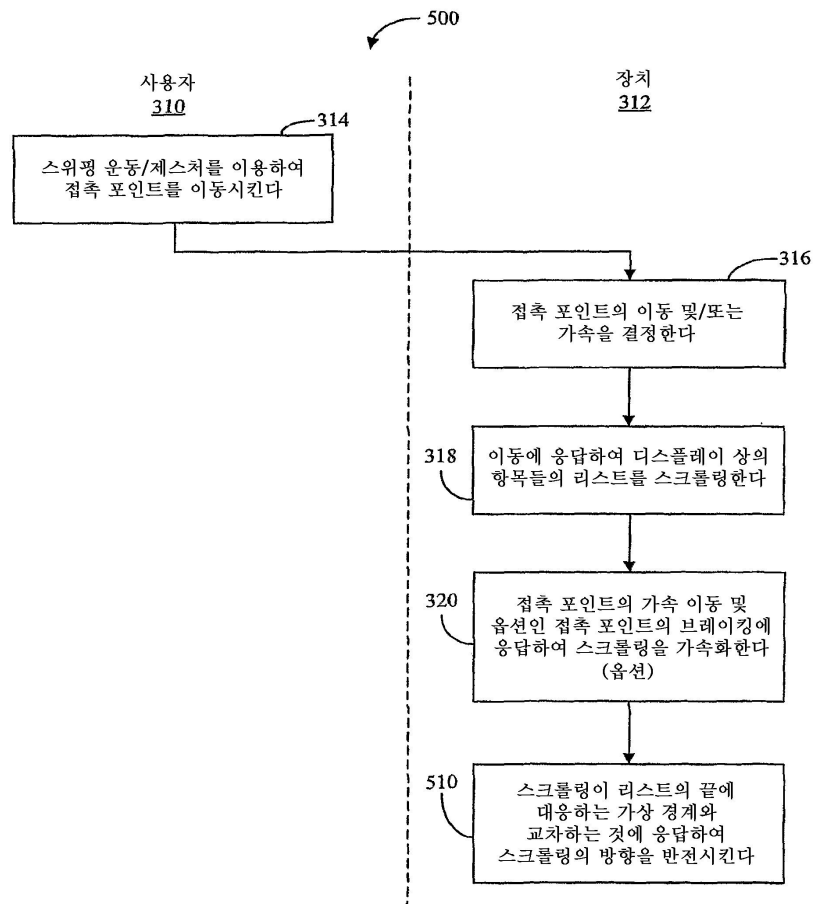 500
사용자
310
장치
312
314
스위핑 운동/제스처를 이용하여
접촉 포인트를 이동시킨다
316
접촉 포인트의 이동 및/또는
가속을 결정한다
318
이동에 응답하여 디스플레이 상의
항목들의 리스트를 스크롤링한다
320
접촉 포인트의 가속 이동 및
옵션인 접촉 포인트의 브레이킹에
응답하여 스크롤링을 가속화한다
(옵션)
510
스크롤링이 리스트의 끝에
대응하는 가상 경계와
교차하는 것에 응답하여
스크롤링의 방향을 반전시킨다